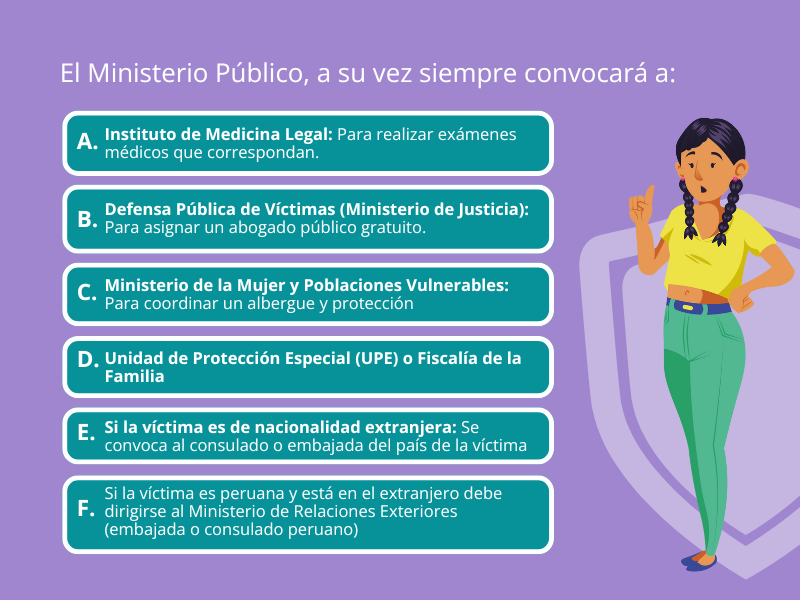 El Ministerio Público, a su vez siempre convocará a:
A. Instituto de Medicina Legal: Para realizar exámenes
médicos que correspondan.
B. Defensa Pública de Víctimas (Ministerio de Justicia):
Para asignar un abogado público gratuito.
C. Ministerio de la Mujer y Poblaciones Vulnerables:
Para coordinar un albergue y protección
D. Unidad de Protección Especial (UPE) o Fiscalía de la
Familia
E. Si la víctima es de nacionalidad extranjera: Se
convoca al consulado o embajada del país de la víctima
F. Si la víctima es peruana y está en el extranjero debe
dirigirse al Ministerio de Relaciones Exteriores
(embajada o consulado peruano)